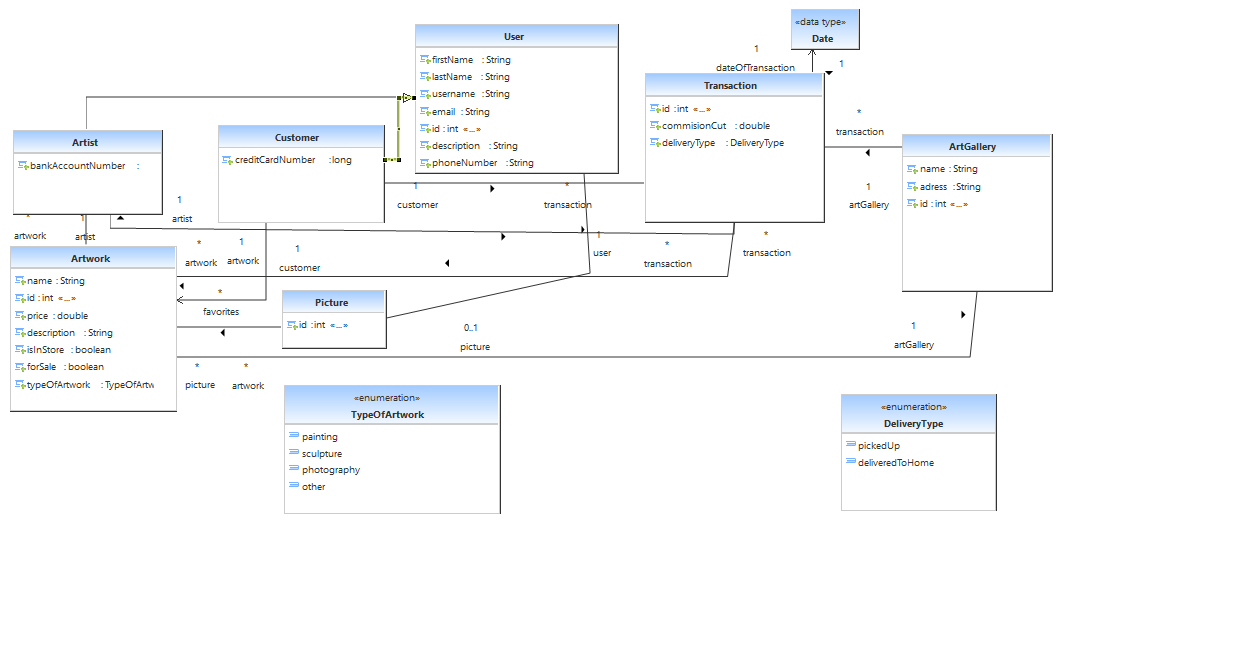 «data type»
Date
User
firstName : String
lastName : String
username : String
email : String
id : int «...»
description : String
phoneNumber : String
1
dateOfTransaction
1
Transaction
id : int «...»
commisionCut : double
deliveryType : DeliveryType
*
transaction
1
artGallery
ArtGallery
name : String
adress : String
id : int «...»
Artist
bankAccountNumber :
Customer
creditCardNumber : long
1
customer
*
transaction
1
artist
*
artwork
1
artist
*
artwork
1
artwork
1
customer
1
user
*
transaction
*
transaction
Artwork
name : String
id : int «...»
price : double
description : String
isInStore : boolean
forSale : boolean
typeOfArtwork : TypeOfArtw
*
favorites
Picture
id : int «...»
0..1
picture
1
artGallery
*
picture
*
artwork
«enumeration»
TypeOfArtwork
painting
sculpture
photography
other
«enumeration»
DeliveryType
pickedUp
deliveredToHome